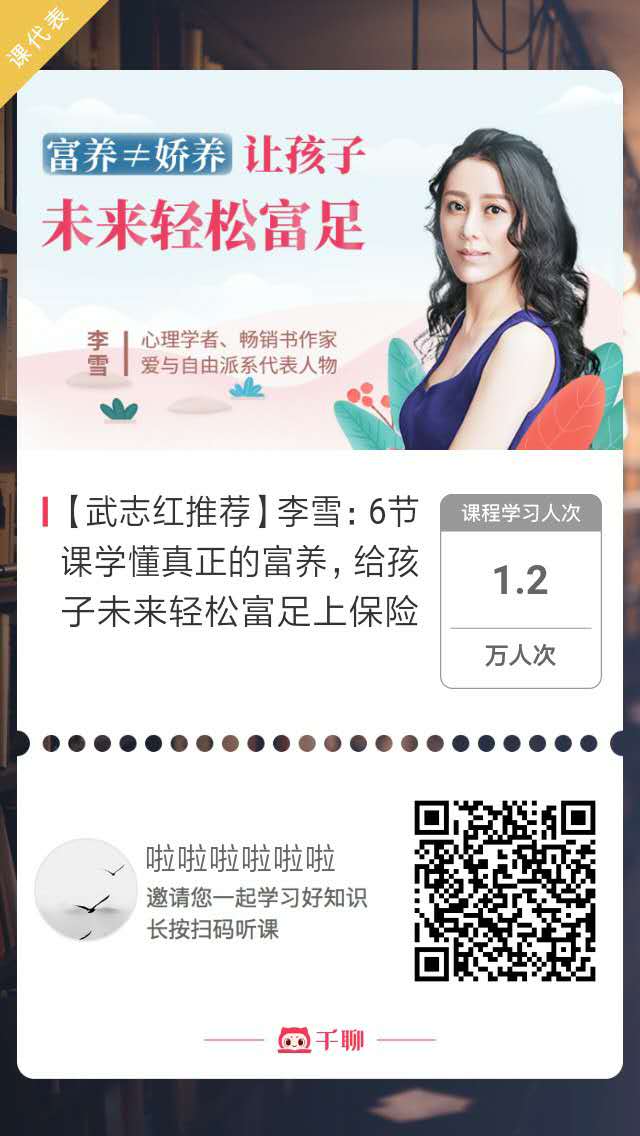 课代表
富养≠娇养 让孩子
未来轻松富足
李雪
心理学者、畅销书作家
爱与自由派系代表人物
【武志红推荐】李雪：6节
课学懂真正的富养，给孩
子未来轻松富足上保险
课程学习人次
1.2
万人次
啦啦啦啦啦啦
邀请您一起学习好知识
长按扫码听课
千聊